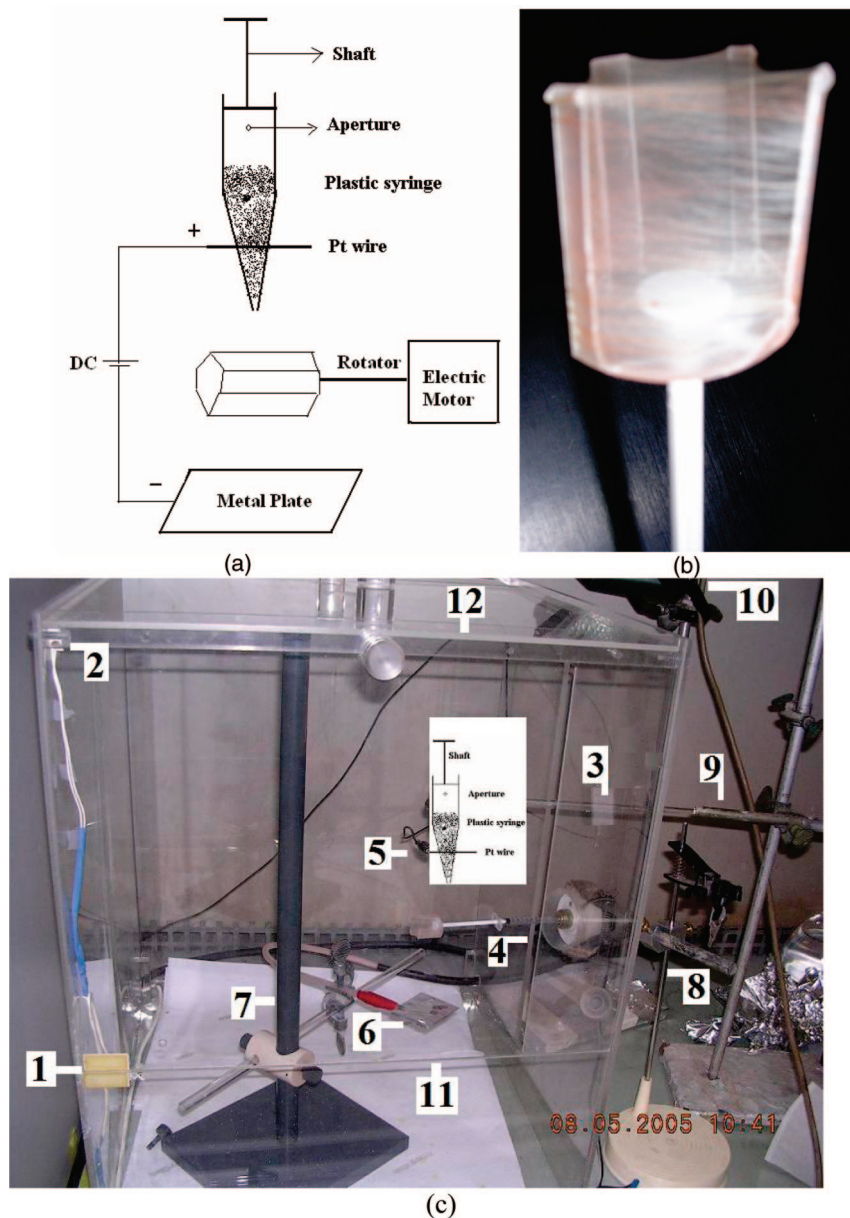 Shaft
Aperture
Plastic syringe
+
Pt wire
DC
Rotator
Electric
Motor
–
Metal Plate
(a)
(b)
12
10
2
Shaft
3
Aperture
9
Plastic syringe
5
Pt wire
4
7
6
8
1
11
08.05.2005 10:41
(c)